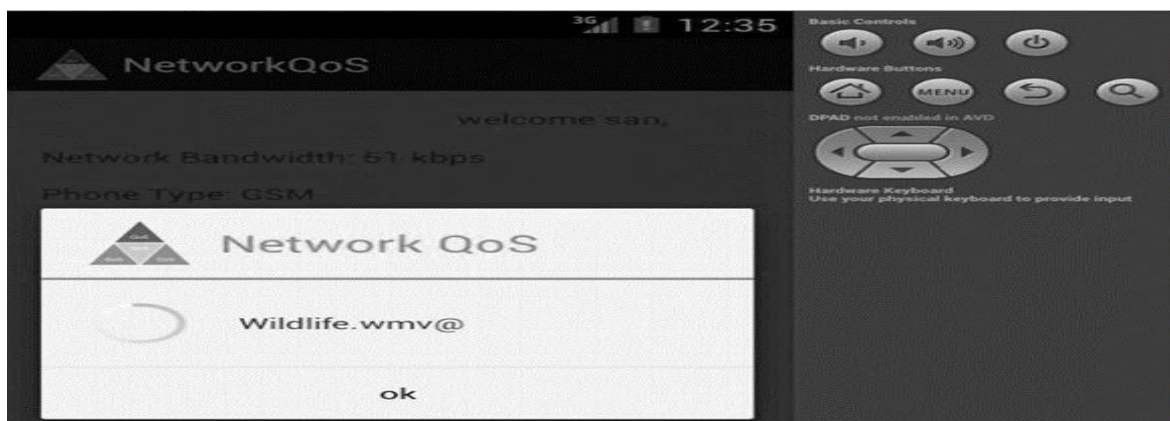 3G 12:35
NetworkQoS
welcome san,
Network Bandwidth: 51 kbps
Phone Type: GSM
Network QoS
Wildlife.wmv@
ok
Basic Controls
Hardware Buttons
MENU
DPAD not enabled in AVD
Hardware Keyboard
Use your physical keyboard to provide input